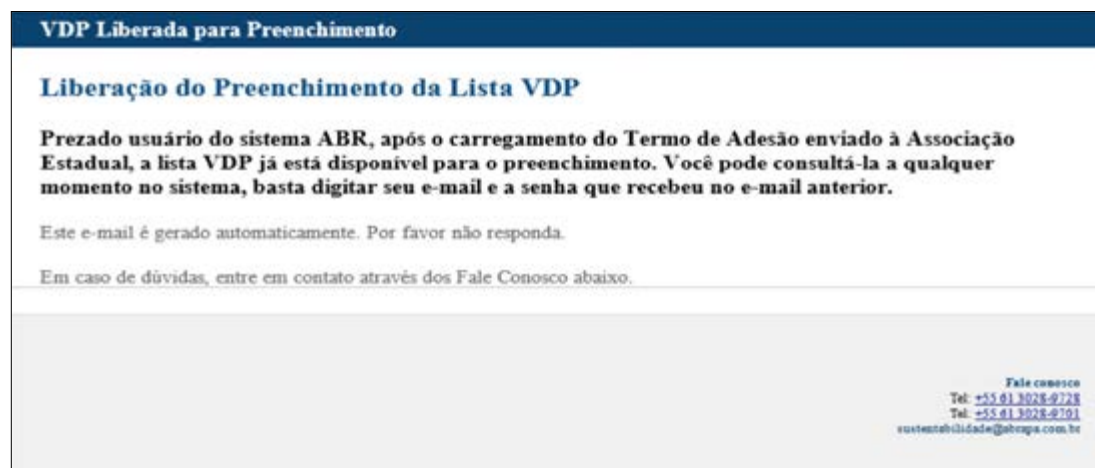 VDP Liberada para Preenchimento
Liberação do Preenchimento da Lista VDP
Prezado usuário do sistema ABR, após o carregamento do Termo de Adesão enviado à Associação
Estadual, a lista VDP já está disponível para o preenchimento. Você pode consultá-la a qualquer
momento no sistema, basta digitar seu e-mail e a senha que recebeu no e-mail anterior.
Este e-mail é gerado automaticamente. Por favor não responda.
Em caso de dúvidas, entre em contato através dos Fale Conosco abaixo.
Fale conosco
Tel: +55 61 3028-9728
Tel: +55 61 3028-9701
sustentabilidade@abrapa.com.br